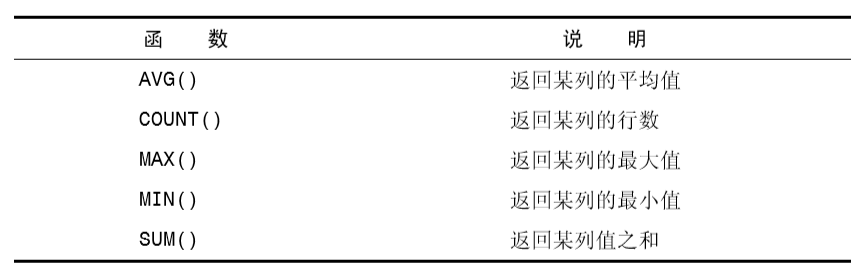 函 数 说 明
AVG() 返回某列的平均值
COUNT() 返回某列的行数
MAX() 返回某列的最大值
MIN() 返回某列的最小值
SUM() 返回某列值之和